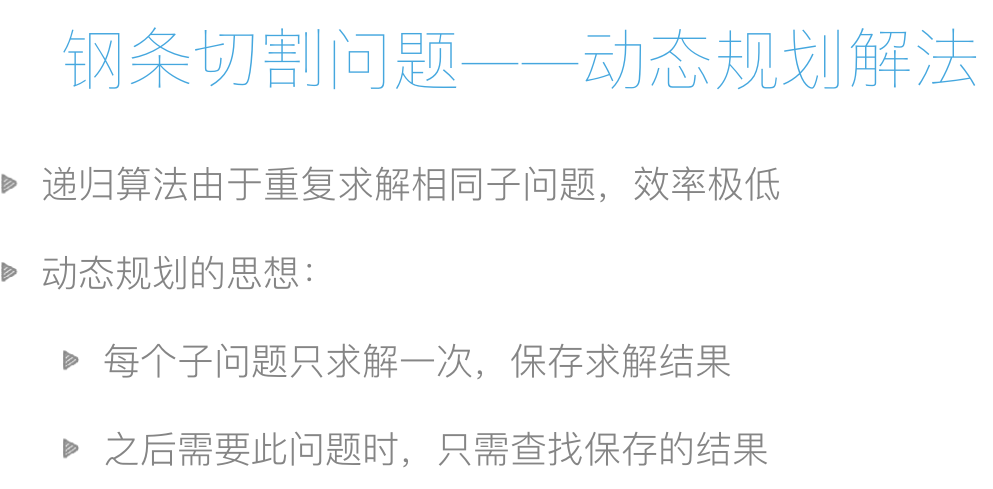 钢条切割问题——动态规划解法
递归算法由于重复求解相同子问题，效率极低
动态规划的思想：
每个子问题只求解一次，保存求解结果
之后需要此问题时，只需查找保存的结果